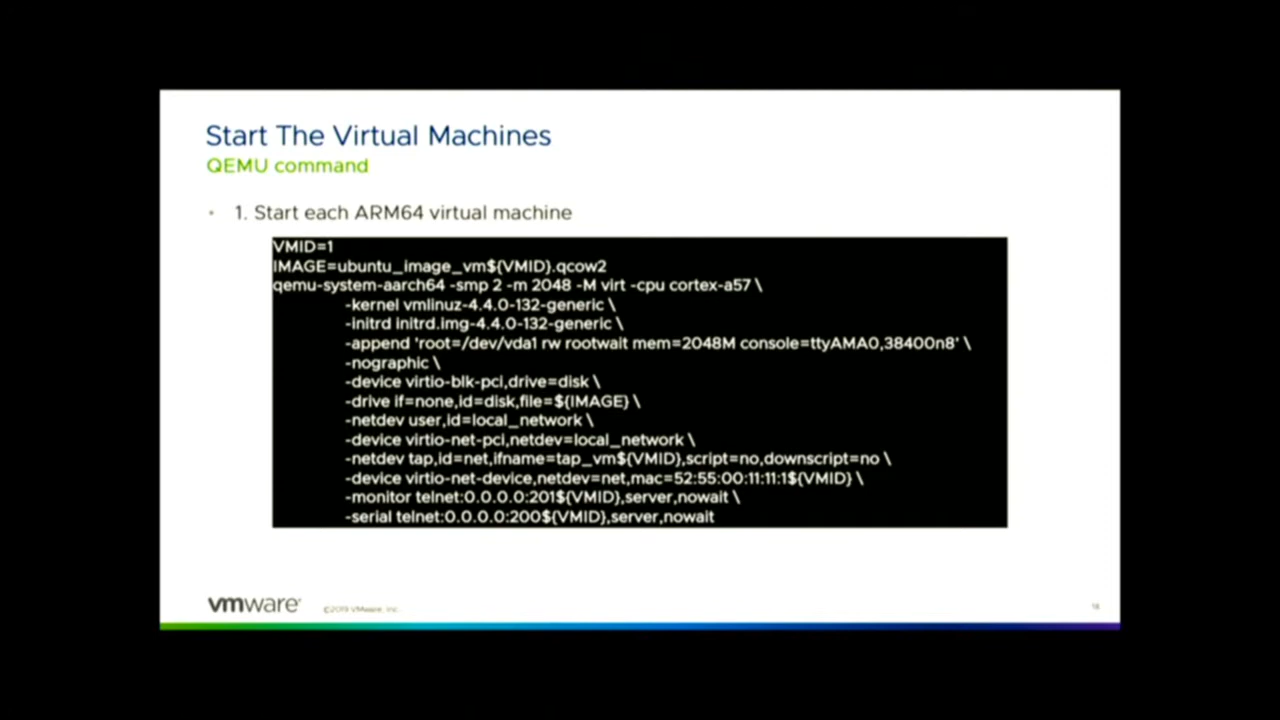 Start The Virtual Machines
QEMU command
• 1. Start each ARM64 virtual machine
VMID=1
IMAGE=ubuntu_image_vm${VMID}.qcow2
qemu-system-aarch64 -smp 2 -m 2048 -M virt -cpu cortex-a57 \
-kernel vmlinuz-4.4.0-132-generic \
-initrd initrd.img-4.4.0-132-generic \
-append 'root=/dev/vda1 rw rootwait mem=2048M console=ttyAMA0,38400n8' \
-nographic \
-device virtio-blk-pci,drive=disk \
-drive if=none,id=disk,file=${IMAGE} \
-netdev user,id=local_network \
-device virtio-net-pci,netdev=local_network \
-netdev tap,id=net,ifname=tap_vm${VMID},script=no,downscript=no \
-device virtio-net-device,netdev=net,mac=52:55:00:11:11:1${VMID} \
-monitor telnet:0.0.0.0:201${VMID},server,nowait \
-serial telnet:0.0.0.0:200${VMID},server,nowait
vmware
©2019 VMware, Inc.